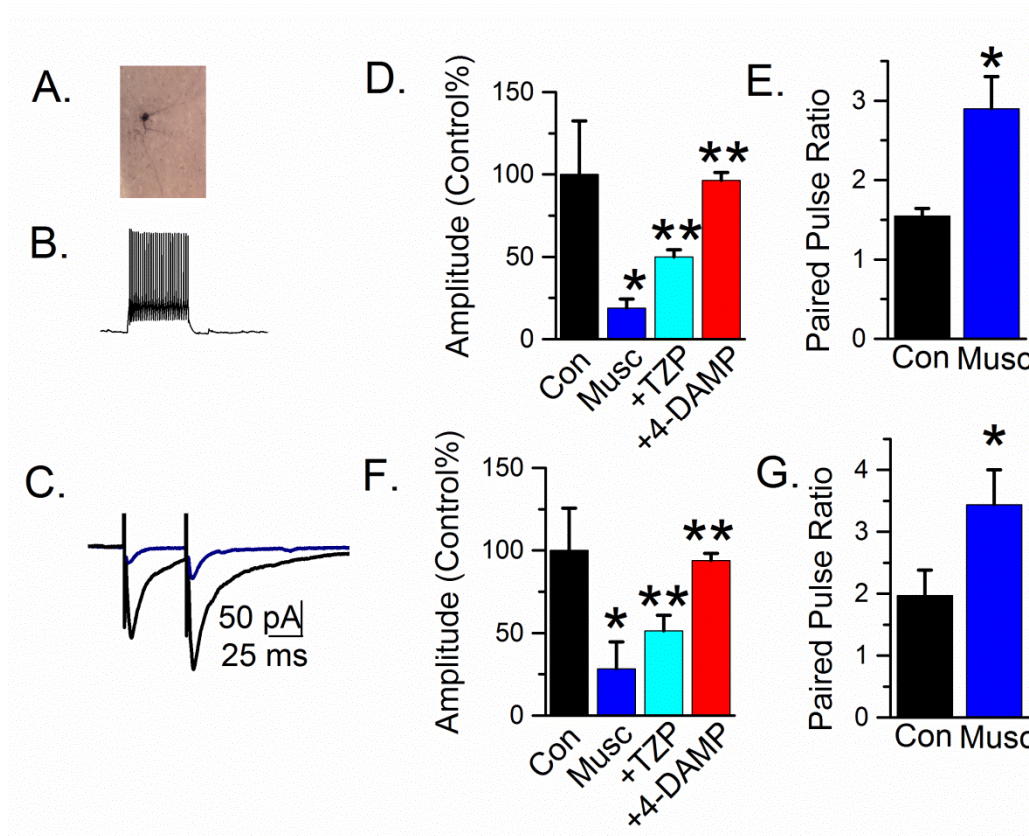 A.
B.
C.
50 pA
25 ms
D.
Amplitude (Control%)
150
100
50
0
Con
Musc
+TZP
+4-DAMP
*
**
**
E.
Paired Pulse Ratio
3
2
1
0
Con
Musc
*
F.
Amplitude (Control%)
150
100
50
0
Con
Musc
+TZP
+4-DAMP
*
**
**
G.
Paired Pulse Ratio
4
3
2
1
0
Con
Musc
*